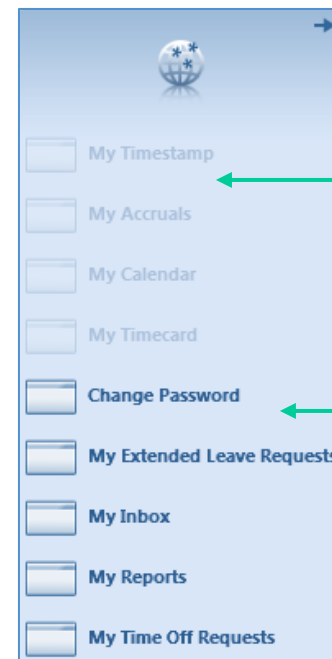 My Timestamp
My Accruals
My Calendar
My Timecard
Change Password
My Extended Leave Requests
My Inbox
My Reports
My Time Off Requests